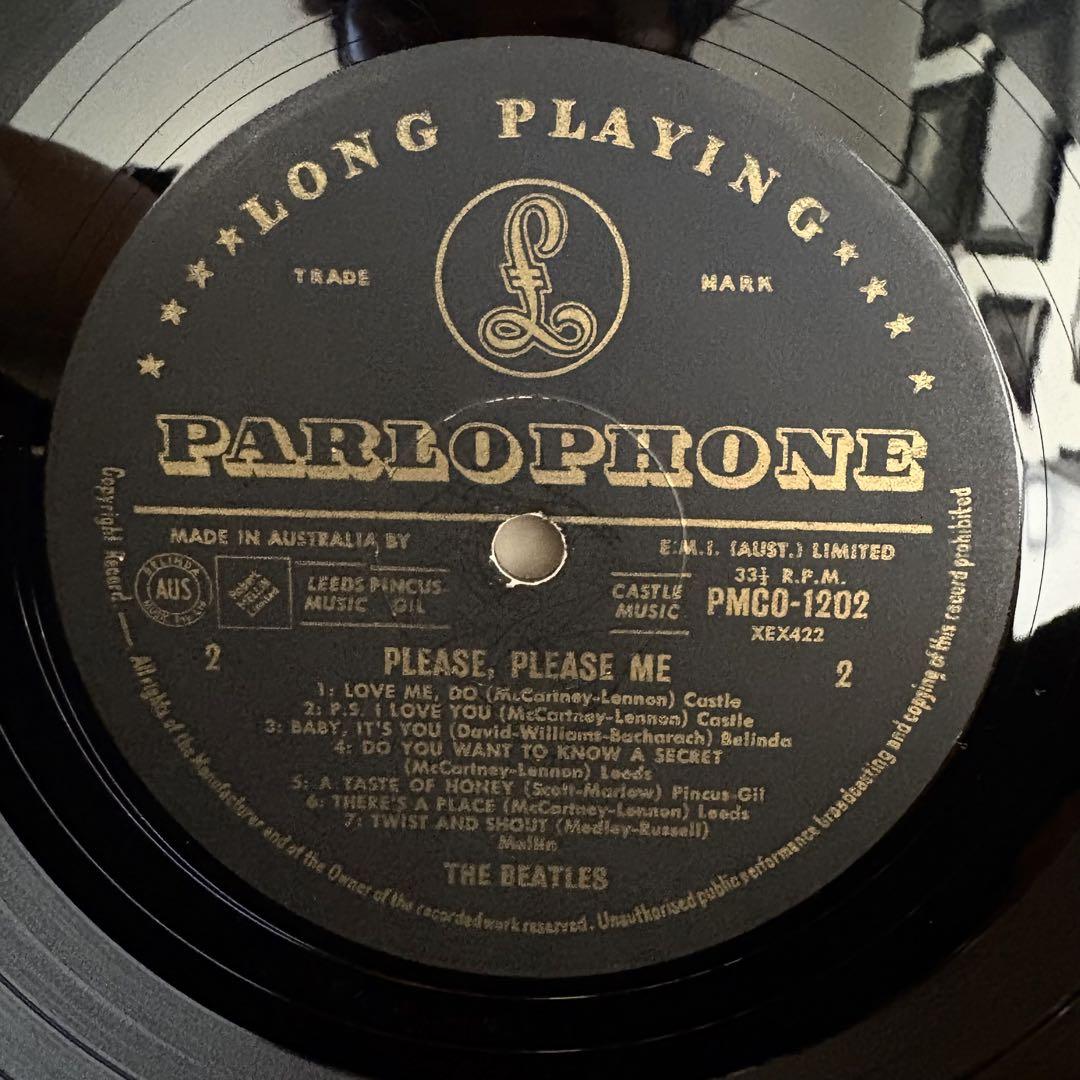 LONG PLAYING
TRADE MARK
£
PARLOPHONE
MADE IN AUSTRALIA BY E.M.I. (AUST.) LIMITED
BELINDA
AUS
LEEDS PINCUS-
MUSIC GIL
CASTLE
MUSIC
33⅓ R.P.M.
PMCO-1202
XEX422
2 2
PLEASE, PLEASE ME
1: LOVE ME, DO (McCartney-Lennon) Castle
2: P.S. I LOVE YOU (McCartney-Lennon) Castle
3: BABY, IT'S YOU (David-Williams-Bacharach) Belinda
4: DO YOU WANT TO KNOW A SECRET
(McCartney-Lennon) Leeds
5: A TASTE OF HONEY (Scott-Marlow) Pincus-Gil
6: THERE'S A PLACE (McCartney-Lennon) Leeds
7: TWIST AND SHOUT (Medley-Russell)
THE BEATLES
Copyright Record. — All rights of the Manufacturer and of the Owner of the recorded work reserved. Unauthorised public performance broadcasting and copying of this record prohibited